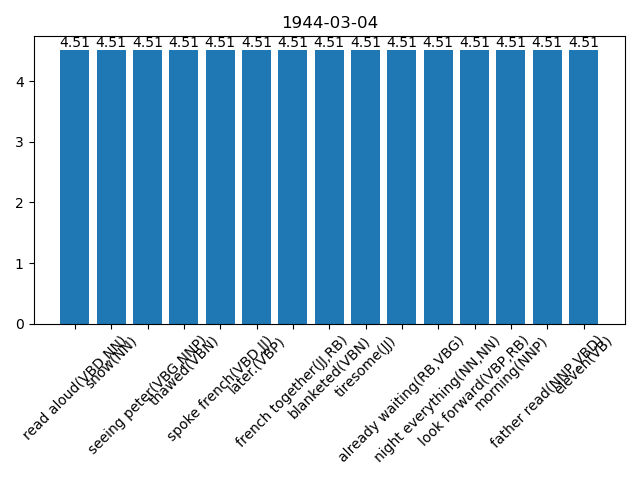 1944-03-04
4.51 4.51 4.51 4.51 4.51 4.51 4.51 4.51 4.51 4.51 4.51 4.51 4.51 4.51 4.51
4
3
2
1
0
read aloud(VBD,NN)
snow(NN)
seeing peter(VBG,NNP)
thawed(VBN)
spoke french(VBD,JJ)
later.(VBP)
french together(JJ,RB)
blanketed(VBN)
tiresome(JJ)
already waiting(RB,VBG)
night everything(NN,NN)
look forward(VBP,RB)
morning(NNP)
father read(NNP,VBD)
eleven(VB)